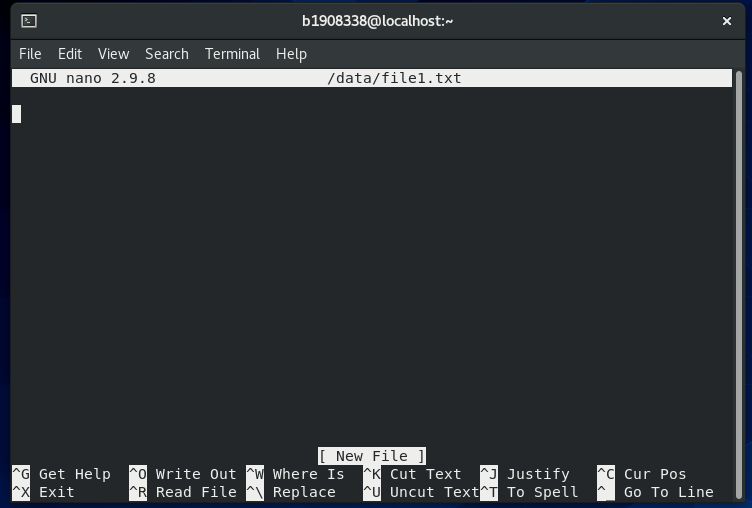 b1908338@localhost:~
File Edit View Search Terminal Help
GNU nano 2.9.8 /data/file1.txt
[ New File ]
^G Get Help ^O Write Out ^W Where Is ^K Cut Text ^J Justify ^C Cur Pos
^X Exit ^R Read File ^\ Replace ^U Uncut Text ^T To Spell ^_ Go To Line